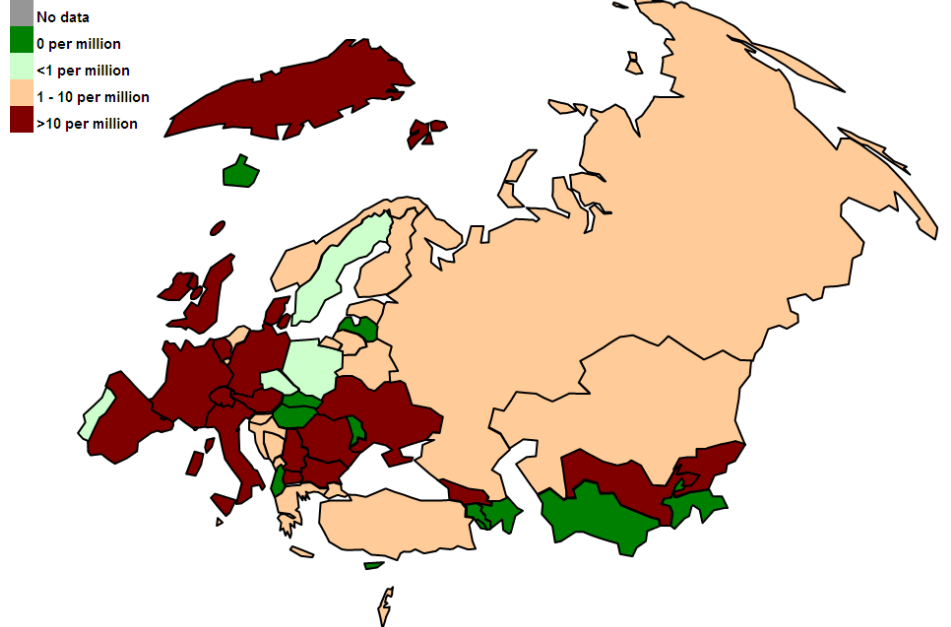 No data
0 per million
<1 per million
1 - 10 per million
>10 per million